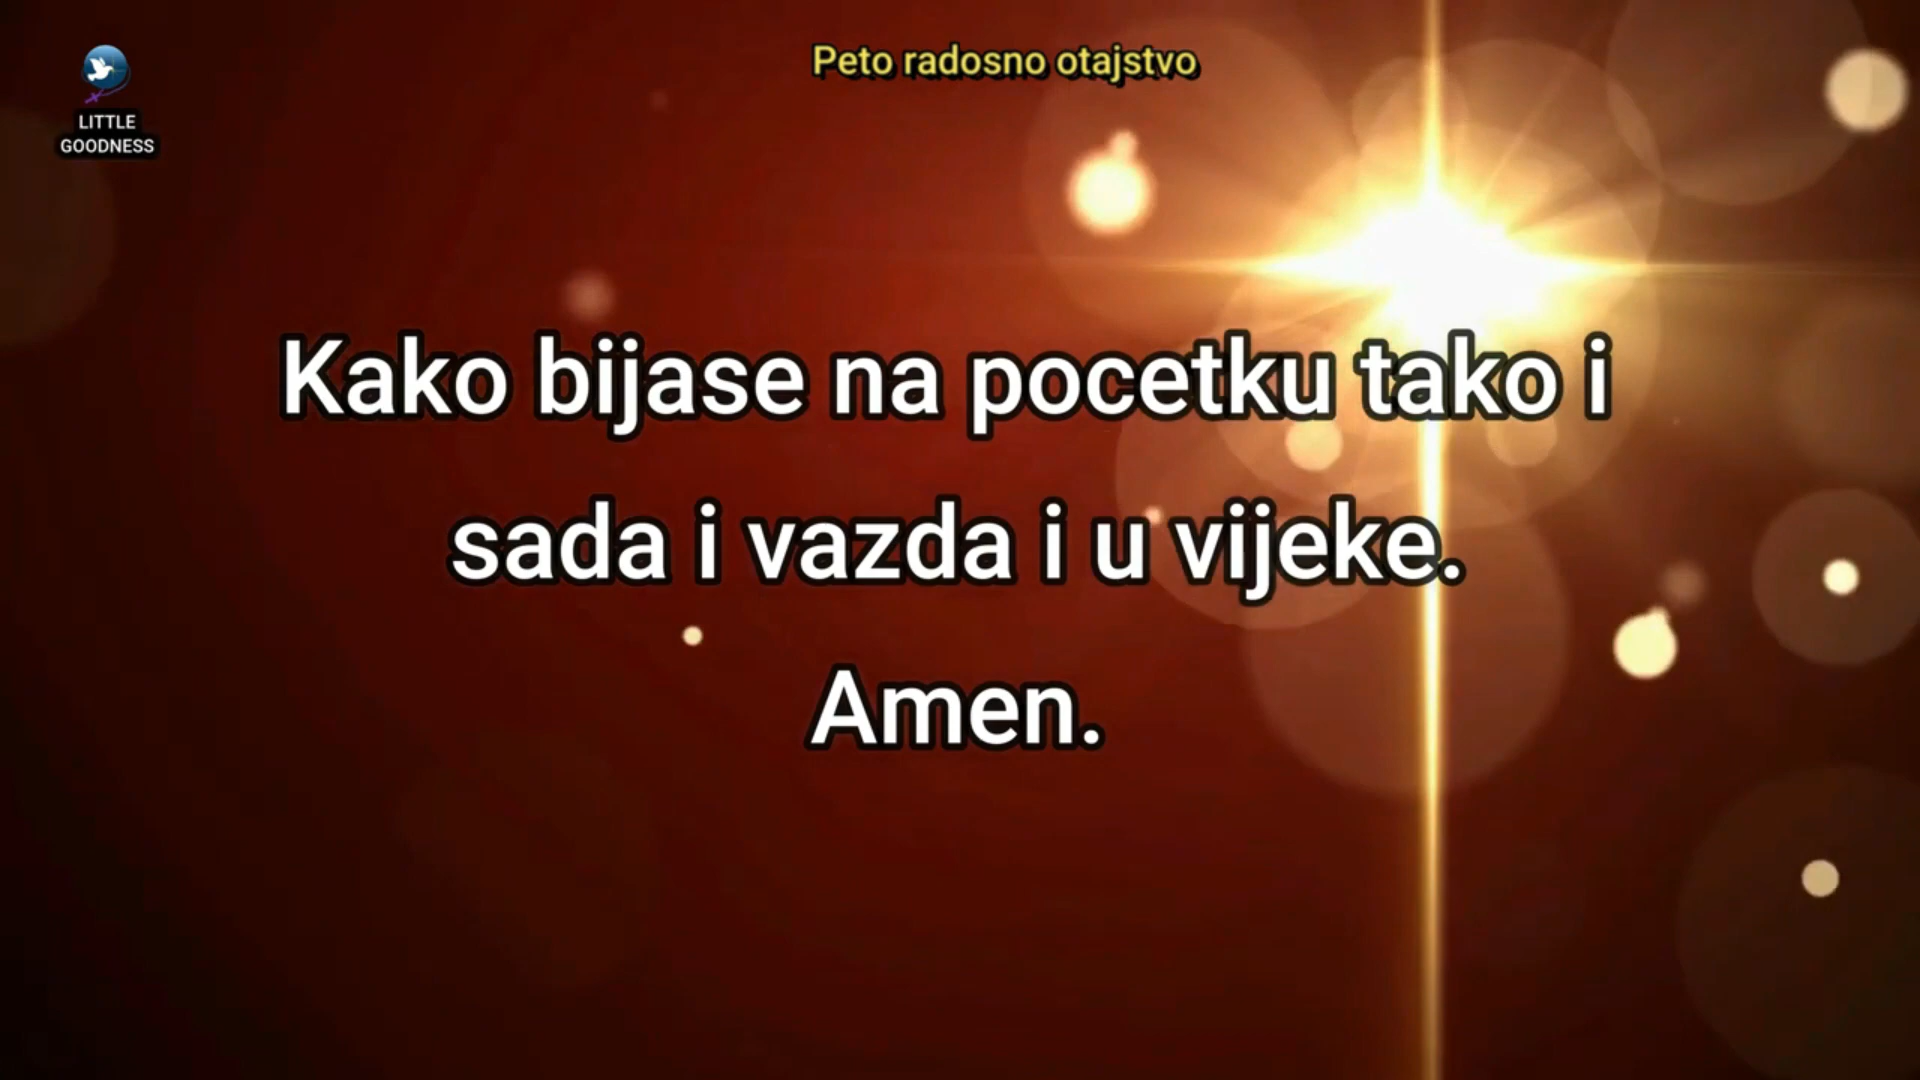 Peto radosno otajstvo
LITTLE
GOODNESS
Kako bijase na pocetku tako i
sada i vazda i u vijeke.
Amen.